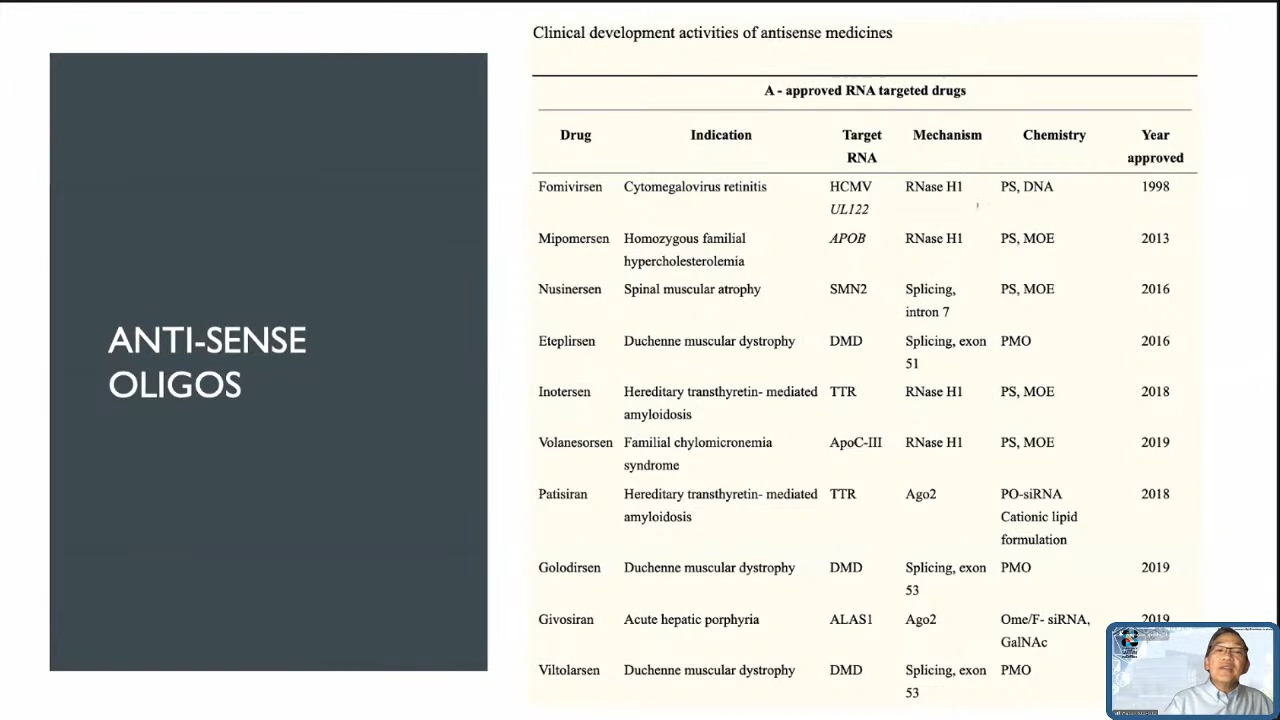 Clinical development activities of antisense medicines
A - approved RNA targeted drugs
Drug Indication Target RNA Mechanism Chemistry Year approved
Fomivirsen Cytomegalovirus retinitis HCMV RNase H1 PS, DNA 1998
UL122
Mipomersen Homozygous familial APOB RNase H1 PS, MOE 2013
hypercholesterolemia
Nusinersen Spinal muscular atrophy SMN2 Splicing, PS, MOE 2016
intron 7
Eteplirsen Duchenne muscular dystrophy DMD Splicing, exon PMO 2016
51
Inotersen Hereditary transthyretin- mediated TTR RNase H1 PS, MOE 2018
amyloidosis
Volanesorsen Familial chylomicronemia ApoC-III RNase H1 PS, MOE 2019
syndrome
Patisiran Hereditary transthyretin- mediated TTR Ago2 PO-siRNA 2018
amyloidosis Cationic lipid
formulation
Golodirsen Duchenne muscular dystrophy DMD Splicing, exon PMO 2019
53
Givosiran Acute hepatic porphyria ALAS1 Ago2 Ome/F- siRNA, 2019
GalNAc
Viltolarsen Duchenne muscular dystrophy DMD Splicing, exon PMO
53
ANTI-SENSE
OLIGOS